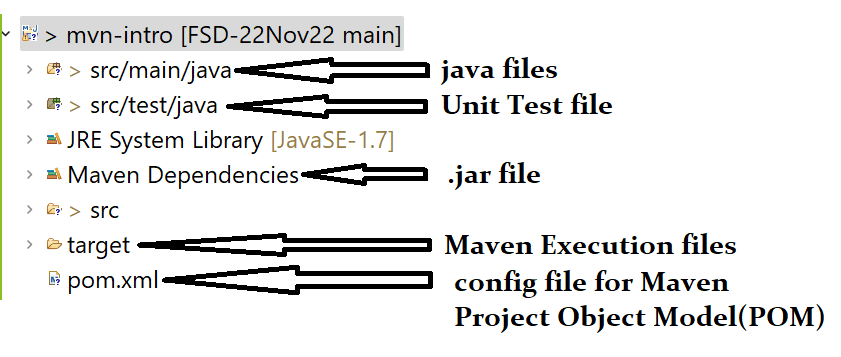 > mvn-intro [FSD-22Nov22 main]
> src/main/java java files
> src/test/java Unit Test file
JRE System Library [JavaSE-1.7]
Maven Dependencies .jar file
> src
target Maven Execution files
pom.xml config file for Maven
Project Object Model(POM)